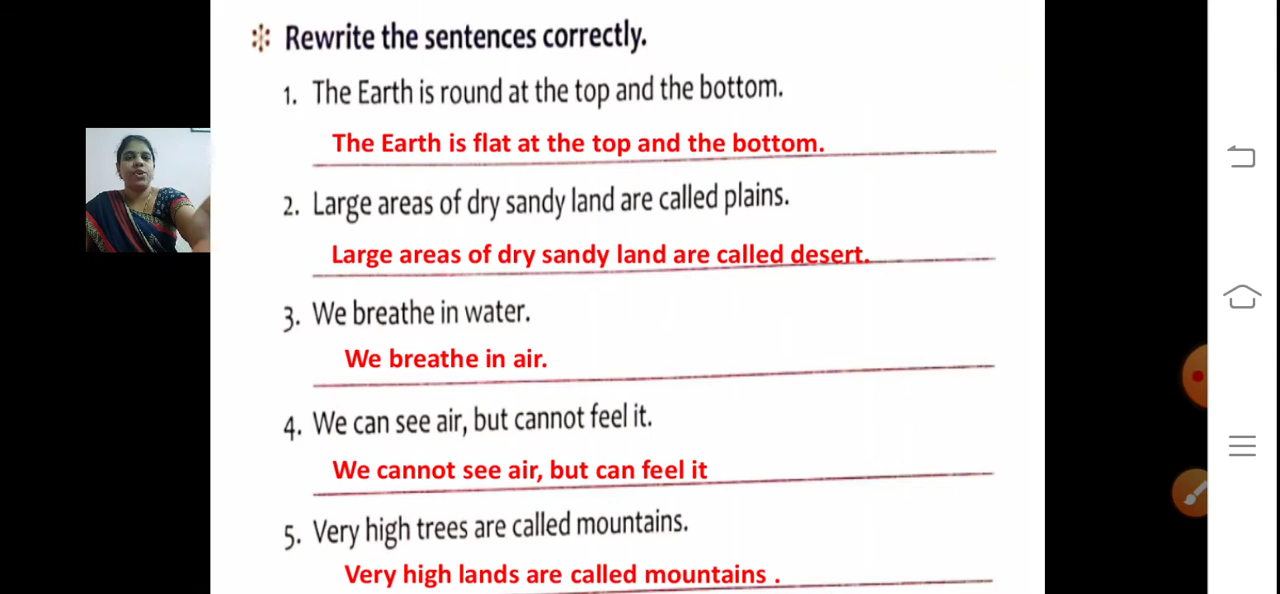 Rewrite the sentences correctly.
1. The Earth is round at the top and the bottom.
The Earth is flat at the top and the bottom.
2. Large areas of dry sandy land are called plains.
Large areas of dry sandy land are called desert.
3. We breathe in water.
We breathe in air.
4. We can see air, but cannot feel it.
We cannot see air, but can feel it
5. Very high trees are called mountains.
Very high lands are called mountains .